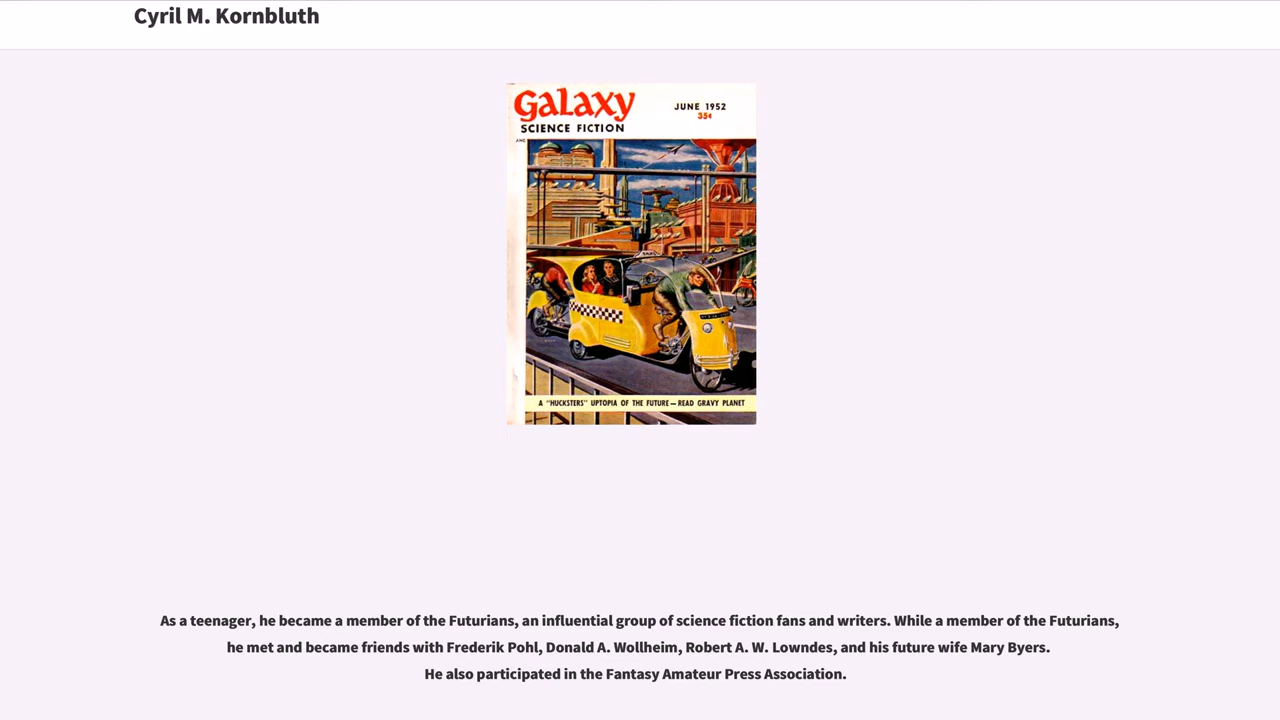 Cyril M. Kornbluth
Galaxy
SCIENCE FICTION
JUNE 1952
35¢
A "HUCKSTERS" UPTOPIA OF THE FUTURE — READ GRAVY PLANET
As a teenager, he became a member of the Futurians, an influential group of science fiction fans and writers. While a member of the Futurians,
he met and became friends with Frederik Pohl, Donald A. Wollheim, Robert A. W. Lowndes, and his future wife Mary Byers.
He also participated in the Fantasy Amateur Press Association.